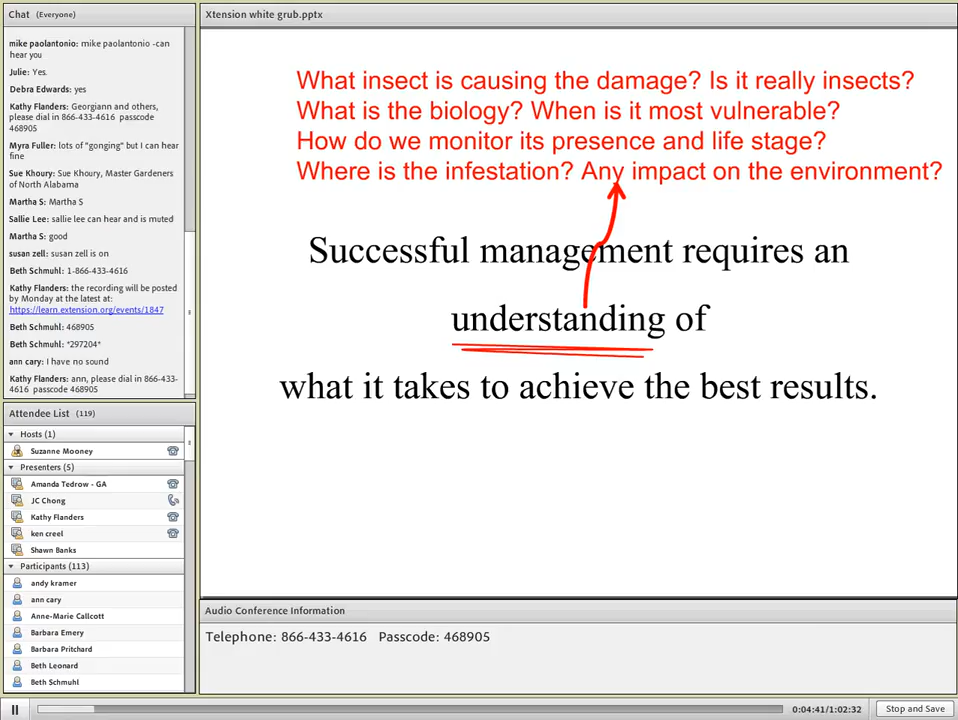 Chat (Everyone)
mike paolantonio: mike paolantonio -can
hear you
Julie: Yes.
Debra Edwards: yes
Kathy Flanders: Georgiann and others,
please dial in 866-433-4616 passcode
468905
Myra Fuller: lots of "gonging" but I can hear
fine
Sue Khoury: Sue Khoury, Master Gardeners
of North Alabama
Martha S: Martha S
Sallie Lee: sallie lee can hear and is muted
Martha S: good
susan zell: susan zell is on
Beth Schmuhl: 1-866-433-4616
Kathy Flanders: the recording will be posted
by Monday at the latest at:
https://learn.extension.org/events/1847
Beth Schmuhl: 468905
Beth Schmuhl: *297204*
ann cary: I have no sound
Kathy Flanders: ann, please dial in 866-433-
4616 passcode 468905
Attendee List (119)
Hosts (1)
Suzanne Mooney
Presenters (5)
Amanda Tedrow - GA
JC Chong
Kathy Flanders
ken creel
Shawn Banks
Participants (113)
andy kramer
ann cary
Anne-Marie Callcott
Barbara Emery
Barbara Pritchard
Beth Leonard
Beth Schmuhl
Xtension white grub.pptx
What insect is causing the damage? Is it really insects?
What is the biology? When is it most vulnerable?
How do we monitor its presence and life stage?
Where is the infestation? Any impact on the environment?
Successful management requires an
understanding of
what it takes to achieve the best results.
Audio Conference Information
Telephone: 866-433-4616 Passcode: 468905
0:04:41/1:02:32
Stop and Save